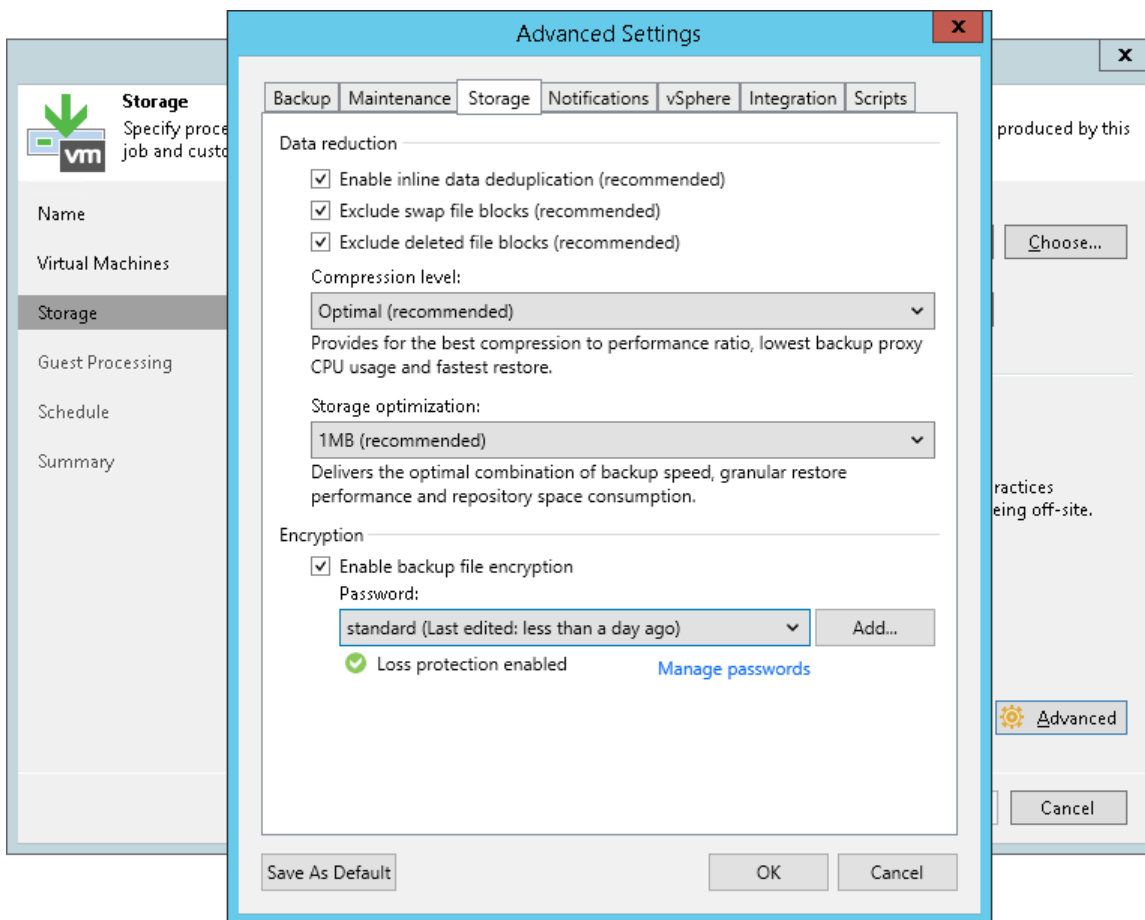 Advanced Settings
x
x
Storage
Specify proce
job and custo
produced by this
vm
Name
Virtual Machines
Storage
Guest Processing
Schedule
Summary
Backup Maintenance Storage Notifications vSphere Integration Scripts
Data reduction
Enable inline data deduplication (recommended)
Exclude swap file blocks (recommended)
Exclude deleted file blocks (recommended)
Compression level:
Optimal (recommended)
Provides for the best compression to performance ratio, lowest backup proxy
CPU usage and fastest restore.
Storage optimization:
1MB (recommended)
Delivers the optimal combination of backup speed, granular restore
performance and repository space consumption.
Encryption
Enable backup file encryption
Password:
standard (Last edited: less than a day ago)
Add...
Loss protection enabled
Manage passwords
Choose...
ractices
eing off-site.
Advanced
Cancel
Save As Default
OK
Cancel